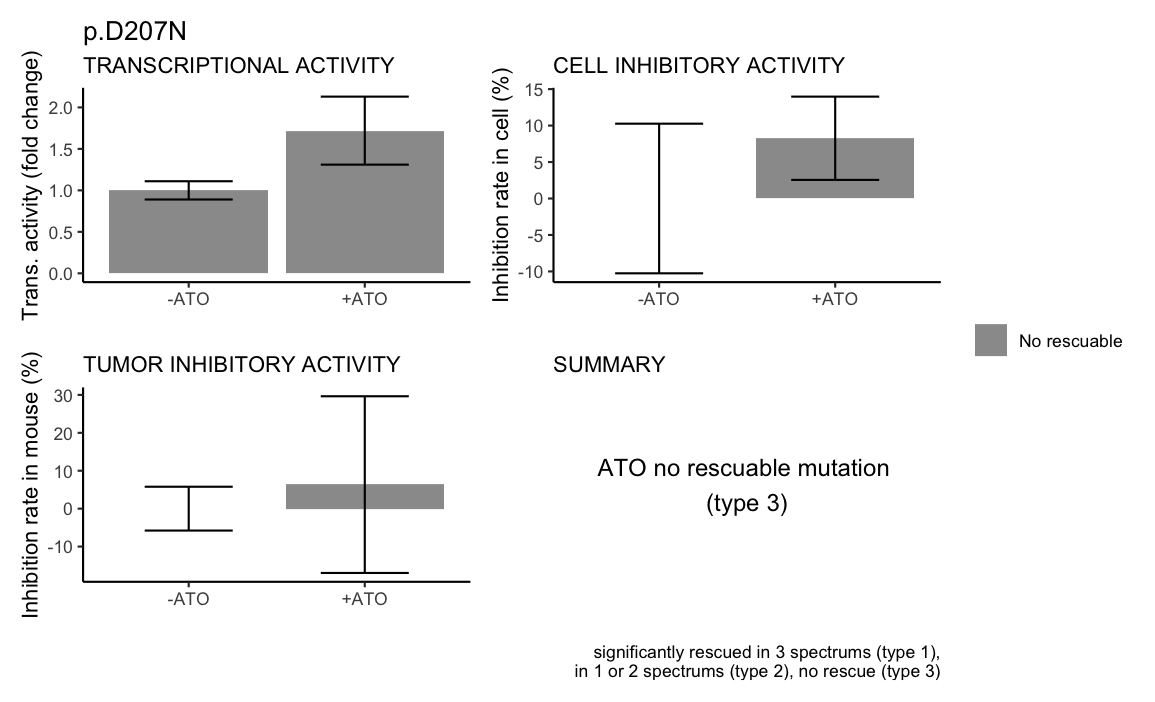 p.D207N
TRANSCRIPTIONAL ACTIVITY
Trans. activity (fold change)
2.0
1.5
1.0
0.5
0.0
-ATO
+ATO
CELL INHIBITORY ACTIVITY
Inhibition rate in cell (%)
15
10
5
0
-5
-10
-ATO
+ATO
No rescuable
TUMOR INHIBITORY ACTIVITY
Inhibition rate in mouse (%)
30
20
10
0
-10
-ATO
+ATO
SUMMARY
ATO no rescuable mutation
(type 3)
significantly rescued in 3 spectrums (type 1),
in 1 or 2 spectrums (type 2), no rescue (type 3)